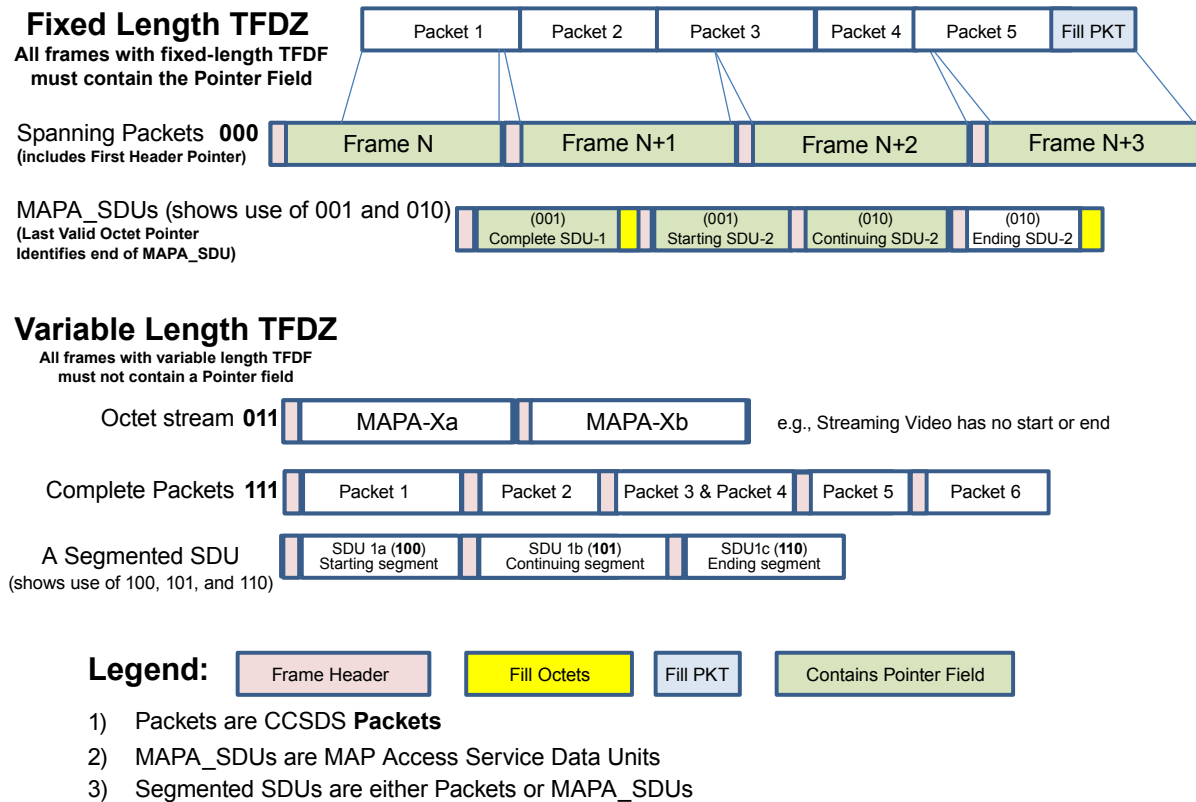 Fixed Length TFDZ
All frames with fixed-length TFDF
must contain the Pointer Field
Packet 1
Packet 2
Packet 3
Packet 4
Packet 5
Fill PKT
Spanning Packets 000
(includes First Header Pointer)
Frame N
Frame N+1
Frame N+2
Frame N+3
MAPA_SDUs (shows use of 001 and 010)
(Last Valid Octet Pointer
Identifies end of MAPA_SDU)
(001)
Complete SDU-1
(001)
Starting SDU-2
(010)
Continuing SDU-2
(010)
Ending SDU-2
Variable Length TFDZ
All frames with variable length TFDF
must not contain a Pointer field
Octet stream 011
MAPA-Xa
MAPA-Xb
e.g., Streaming Video has no start or end
Complete Packets 111
Packet 1
Packet 2
Packet 3 & Packet 4
Packet 5
Packet 6
A Segmented SDU
(shows use of 100, 101, and 110)
SDU 1a (100)
Starting segment
SDU 1b (101)
Continuing segment
SDU1c (110)
Ending segment
Legend:
Frame Header
Fill Octets
Fill PKT
Contains Pointer Field
1) Packets are CCSDS Packets
2) MAPA_SDUs are MAP Access Service Data Units
3) Segmented SDUs are either Packets or MAPA_SDUs